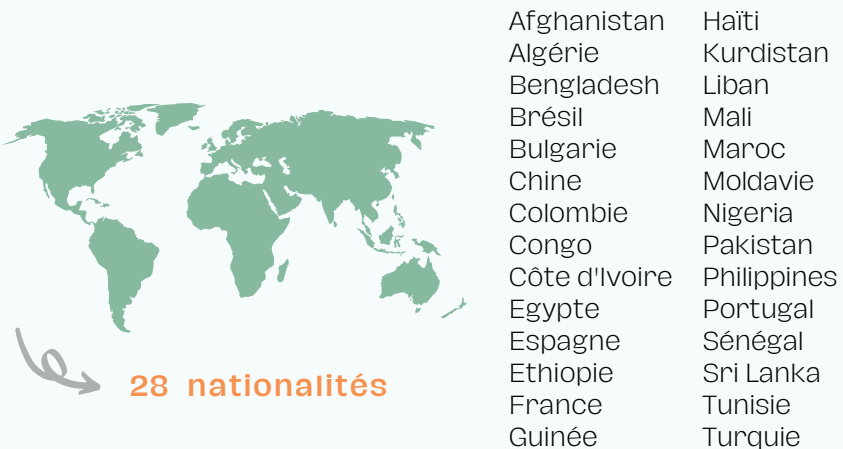 28 nationalités
Afghanistan
Algérie
Bengladesh
Brésil
Bulgarie
Chine
Colombie
Congo
Côte d'Ivoire
Egypte
Espagne
Ethiopie
France
Guinée
Haïti
Kurdistan
Liban
Mali
Maroc
Moldavie
Nigeria
Pakistan
Philippines
Portugal
Sénégal
Sri Lanka
Tunisie
Turquie